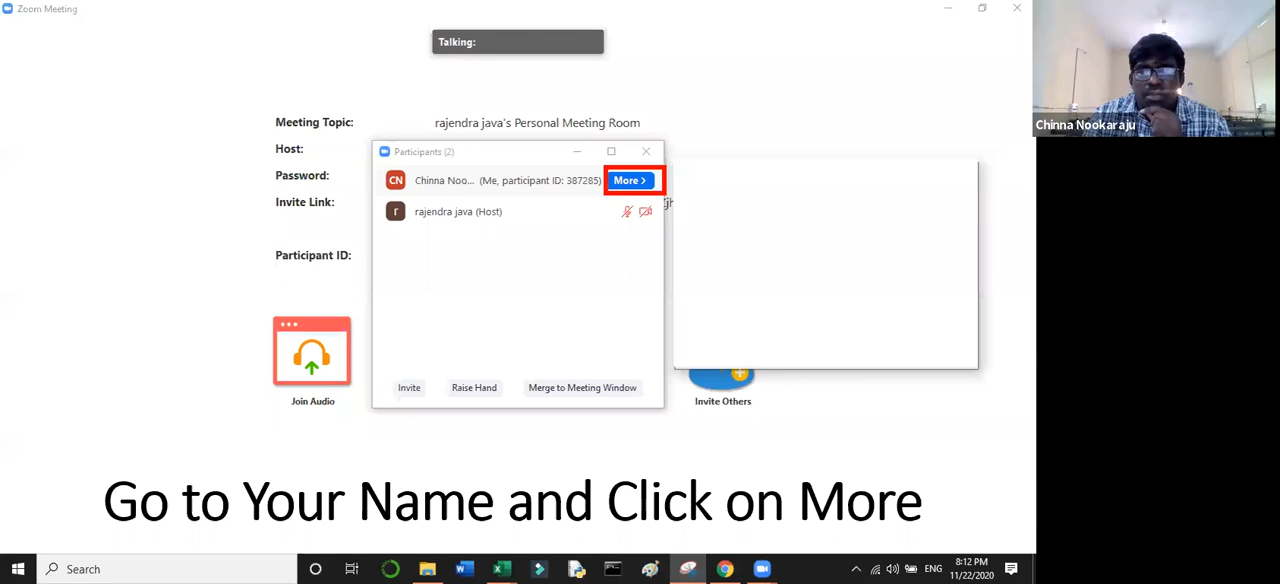 Zoom Meeting
Talking:
Meeting Topic: rajendra java's Personal Meeting Room
Host:
Password:
Invite Link:
Participant ID:
Participants (2)
CN Chinna Noo... (Me, participant ID: 387285) More >
r rajendra java (Host)
Invite Raise Hand Merge to Meeting Window
Join Audio
Invite Others
Chinna Nookaraju
Go to Your Name and Click on More
Search
ENG
8:12 PM
11/22/2020